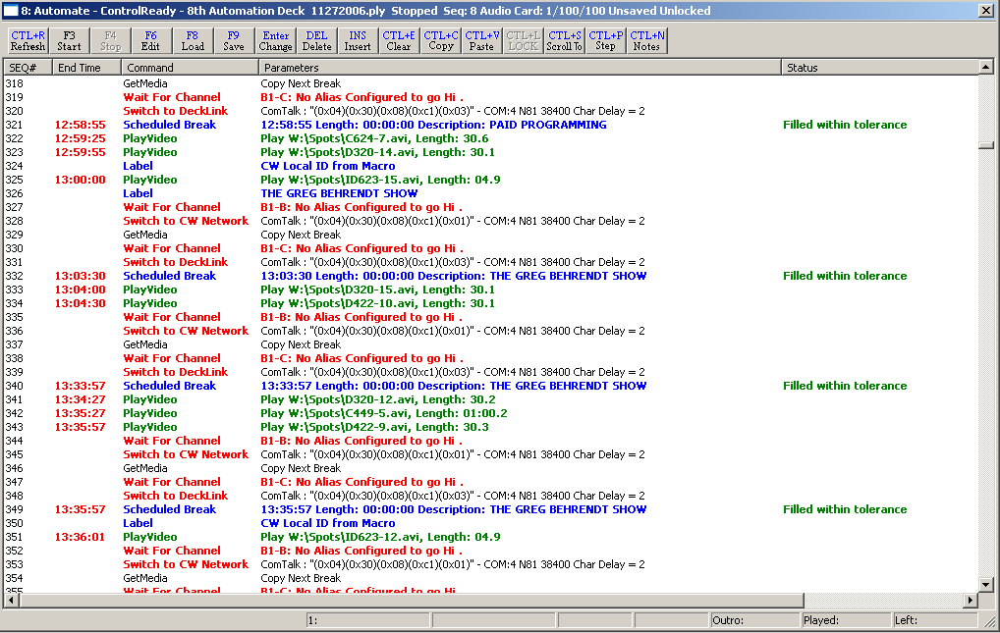 8: Automate - ControlReady - 8th Automation Deck 11272006.ply Stopped Seq: 8 Audio Card: 1/100/100 Unsaved Unlocked
CTL+R F3 F4 F6 F8 F9 Enter DEL INS CTL+E CTL+C CTL+V CTL+L CTL+S CTL+P CTL+N
Refresh Start Stop Edit Load Save Change Delete Insert Clear Copy Paste LOCK Scroll To Step Notes
SEQ# End Time Command Parameters Status
318 GetMedia Copy Next Break
319 Wait For Channel B1-C: No Alias Configured to go Hi .
320 Switch to DeckLink ComTalk : "(0x04)(0x30)(0x08)(0xc1)(0x03)" - COM:4 N81 38400 Char Delay = 2
321 12:58:55 Scheduled Break 12:58:55 Length: 00:00:00 Description: PAID PROGRAMMING Filled within tolerance
322 12:59:25 PlayVideo Play W:\Spots\C624-7.avi, Length: 30.6
323 12:59:55 PlayVideo Play W:\Spots\D320-14.avi, Length: 30.1
324 Label CW Local ID from Macro
325 13:00:00 PlayVideo Play W:\Spots\ID623-15.avi, Length: 04.9
326 Label THE GREG BEHRENDT SHOW
327 Wait For Channel B1-B: No Alias Configured to go Hi .
328 Switch to CW Network ComTalk : "(0x04)(0x30)(0x08)(0xc1)(0x01)" - COM:4 N81 38400 Char Delay = 2
329 GetMedia Copy Next Break
330 Wait For Channel B1-C: No Alias Configured to go Hi .
331 Switch to DeckLink ComTalk : "(0x04)(0x30)(0x08)(0xc1)(0x03)" - COM:4 N81 38400 Char Delay = 2
332 13:03:30 Scheduled Break 13:03:30 Length: 00:00:00 Description: THE GREG BEHRENDT SHOW Filled within tolerance
333 13:04:00 PlayVideo Play W:\Spots\D320-15.avi, Length: 30.1
334 13:04:30 PlayVideo Play W:\Spots\D422-10.avi, Length: 30.1
335 Wait For Channel B1-B: No Alias Configured to go Hi .
336 Switch to CW Network ComTalk : "(0x04)(0x30)(0x08)(0xc1)(0x01)" - COM:4 N81 38400 Char Delay = 2
337 GetMedia Copy Next Break
338 Wait For Channel B1-C: No Alias Configured to go Hi .
339 Switch to DeckLink ComTalk : "(0x04)(0x30)(0x08)(0xc1)(0x03)" - COM:4 N81 38400 Char Delay = 2
340 13:33:57 Scheduled Break 13:33:57 Length: 00:00:00 Description: THE GREG BEHRENDT SHOW Filled within tolerance
341 13:34:27 PlayVideo Play W:\Spots\D320-12.avi, Length: 30.2
342 13:35:27 PlayVideo Play W:\Spots\C449-5.avi, Length: 01:00.2
343 13:35:57 PlayVideo Play W:\Spots\D422-9.avi, Length: 30.3
344 Wait For Channel B1-B: No Alias Configured to go Hi .
345 Switch to CW Network ComTalk : "(0x04)(0x30)(0x08)(0xc1)(0x01)" - COM:4 N81 38400 Char Delay = 2
346 GetMedia Copy Next Break
347 Wait For Channel B1-C: No Alias Configured to go Hi .
348 Switch to DeckLink ComTalk : "(0x04)(0x30)(0x08)(0xc1)(0x03)" - COM:4 N81 38400 Char Delay = 2
349 13:35:57 Scheduled Break 13:35:57 Length: 00:00:00 Description: THE GREG BEHRENDT SHOW Filled within tolerance
350 Label CW Local ID from Macro
351 13:36:01 PlayVideo Play W:\Spots\ID623-12.avi, Length: 04.9
352 Wait For Channel B1-B: No Alias Configured to go Hi .
353 Switch to CW Network ComTalk : "(0x04)(0x30)(0x08)(0xc1)(0x01)" - COM:4 N81 38400 Char Delay = 2
354 GetMedia Copy Next Break
355 Wait For Channel B1-C: No Alias Configured to go Hi .
1: Outro: Played: Left: